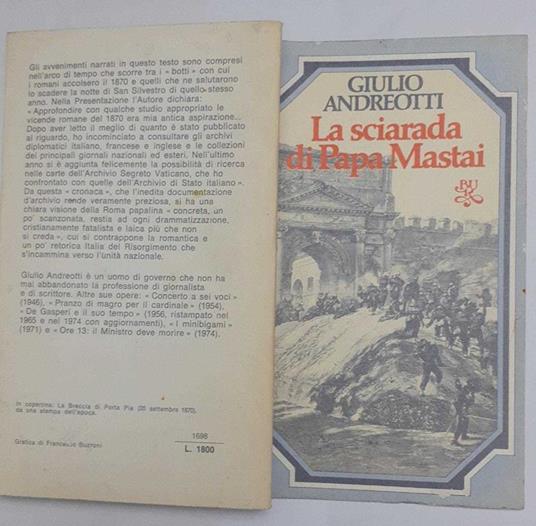 Gli avvenimenti narrati in questo testo sono compresi
nell'arco di tempo che scorre tra i « botti » con cui
i romani accolsero il 1870 e quelli che ne salutarono
lo scadere la notte di San Silvestro di quello stesso
anno. Nella Presentazione l'Autore dichiara:
« Approfondire con qualche studio appropriato le
vicende romane del 1870 era mia antica aspirazione...
Dopo aver letto il meglio di quanto è stato pubblicato
al riguardo, ho incominciato a consultare gli archivi
diplomatici italiano, francese e inglese e le collezioni
dei principali giornali nazionali ed esteri. Nell'ultimo
anno si è aggiunta felicemente la possibilità di ricerca
nelle carte dell'Archivio Segreto Vaticano, che ho
confrontato con quelle dell'Archivio di Stato italiano ».
Da questa « cronaca », che l'inedita documentazione
d'archivio rende veramente preziosa, si ha una
chiara visione della Roma papalina « concreta, un
po' scanzonata, restia ad ogni drammatizzazione,
cristianamente fatalista e laica più che non
si creda », cui si contrappone la romantica e
un po' retorica Italia del Risorgimento che
s'incammina verso l'unità nazionale.
Giulio Andreotti è un uomo di governo che non ha
mai abbandonato la professione di giornalista
e di scrittore. Altre sue opere: « Concerto a sei voci »
(1946), « Pranzo di magro per il cardinale » (1954),
« De Gasperi e il suo tempo » (1956, ristampato nel
1965 e nel 1974 con aggiornamenti), « I minibigami »
(1971) e « Ore 13: il Ministro deve morire » (1974).
In copertina: La Breccia di Porta Pia (20 settembre 1870),
da una stampa dell'epoca.
Grafica di Francesco Buzroni
1698
L. 1800
GIULIO
ANDREOTTI
La sciarada
di Papa Mastai
BUR